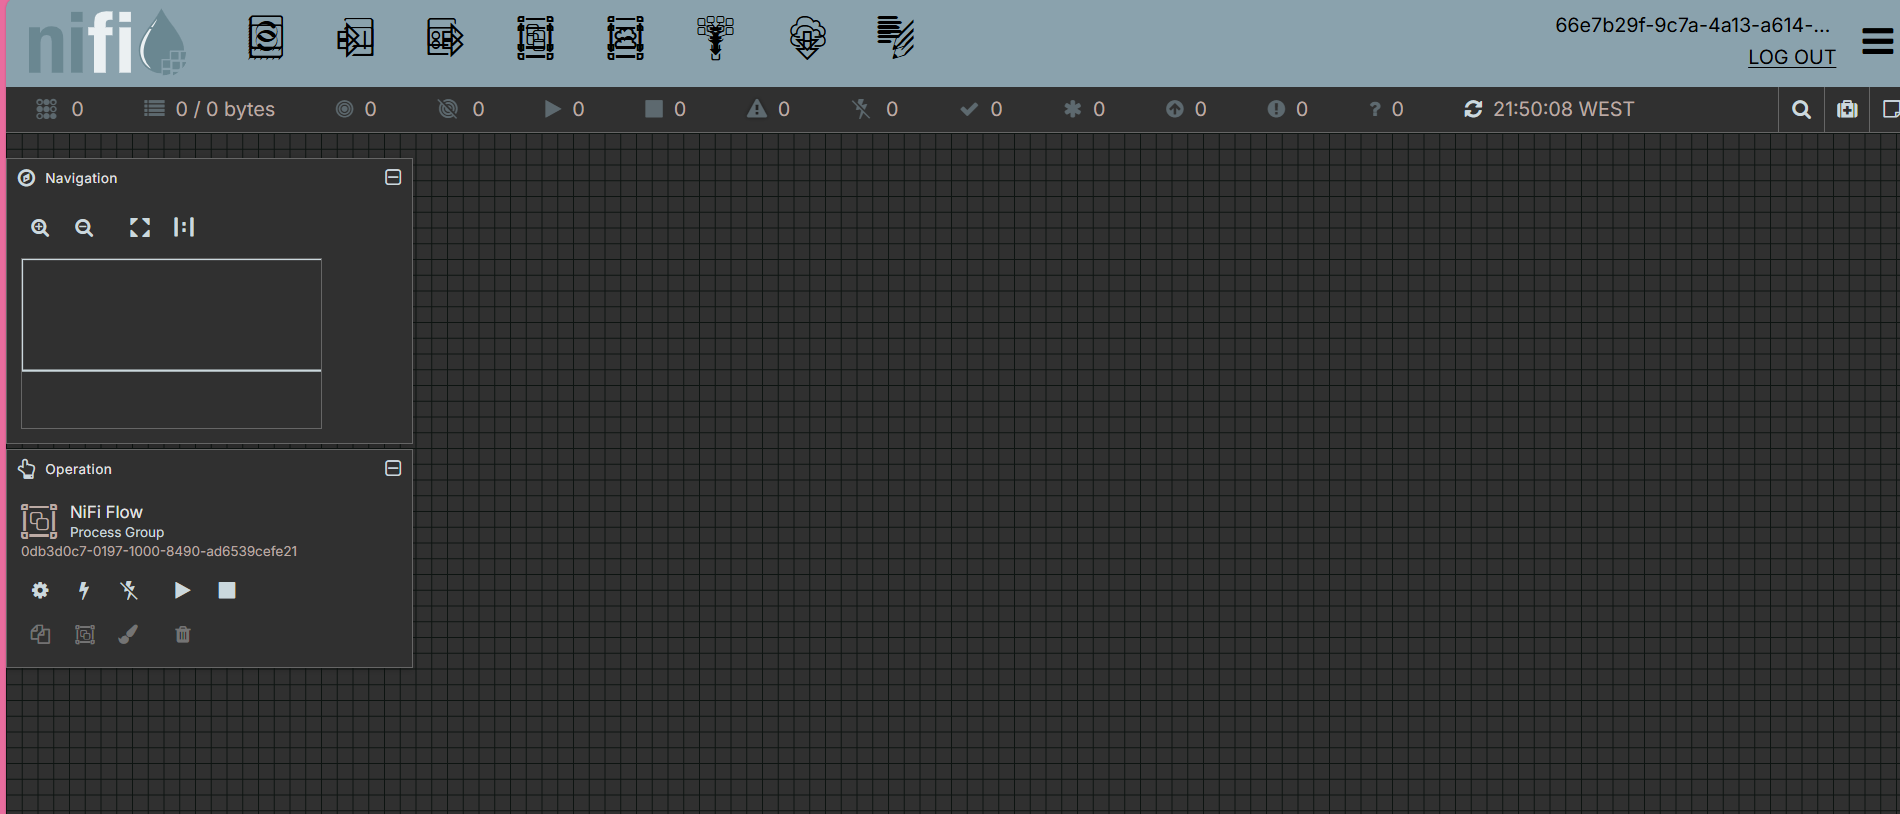 nifi
66e7b29f-9c7a-4a13-a614-...
LOG OUT
0 0 / 0 bytes 0 0 0 0 0 0 0 0 0 0 ? 0 21:50:08 WEST
Navigation
Operation
NiFi Flow
Process Group
0db3d0c7-0197-1000-8490-ad6539cefe21